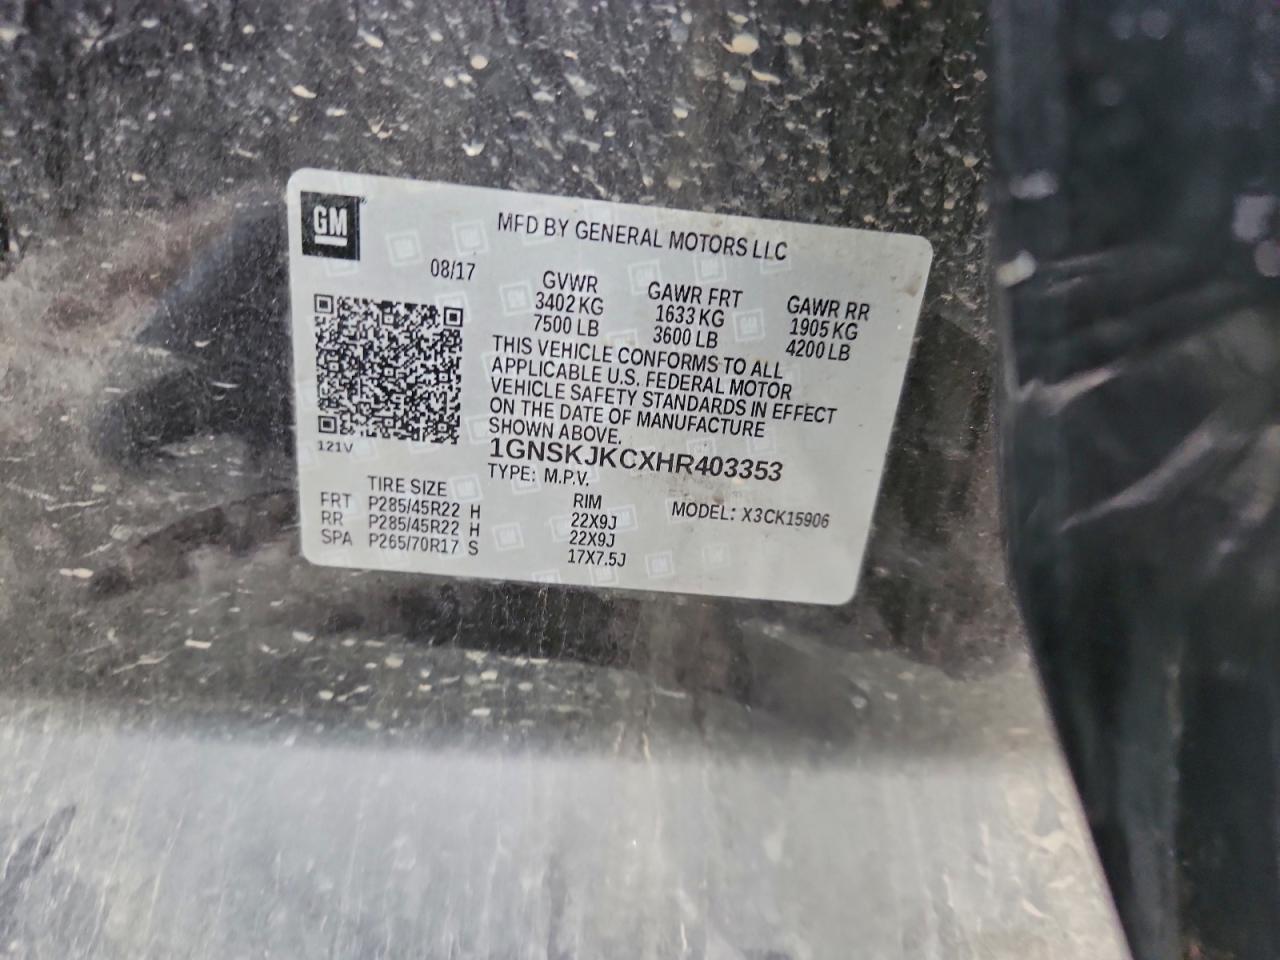 GM
MFD BY GENERAL MOTORS LLC
08/17
GVWR GAWR FRT GAWR RR
3402 KG 1633 KG 1905 KG
7500 LB 3600 LB 4200 LB
THIS VEHICLE CONFORMS TO ALL
APPLICABLE U.S. FEDERAL MOTOR
VEHICLE SAFETY STANDARDS IN EFFECT
ON THE DATE OF MANUFACTURE
SHOWN ABOVE.
121V
1GNSKJKCXHR403353
TYPE: M.P.V.
TIRE SIZE RIM MODEL: X3CK15906
FRT P285/45R22 H 22X9J
RR P285/45R22 H 22X9J
SPA P265/70R17 S 17X7.5J